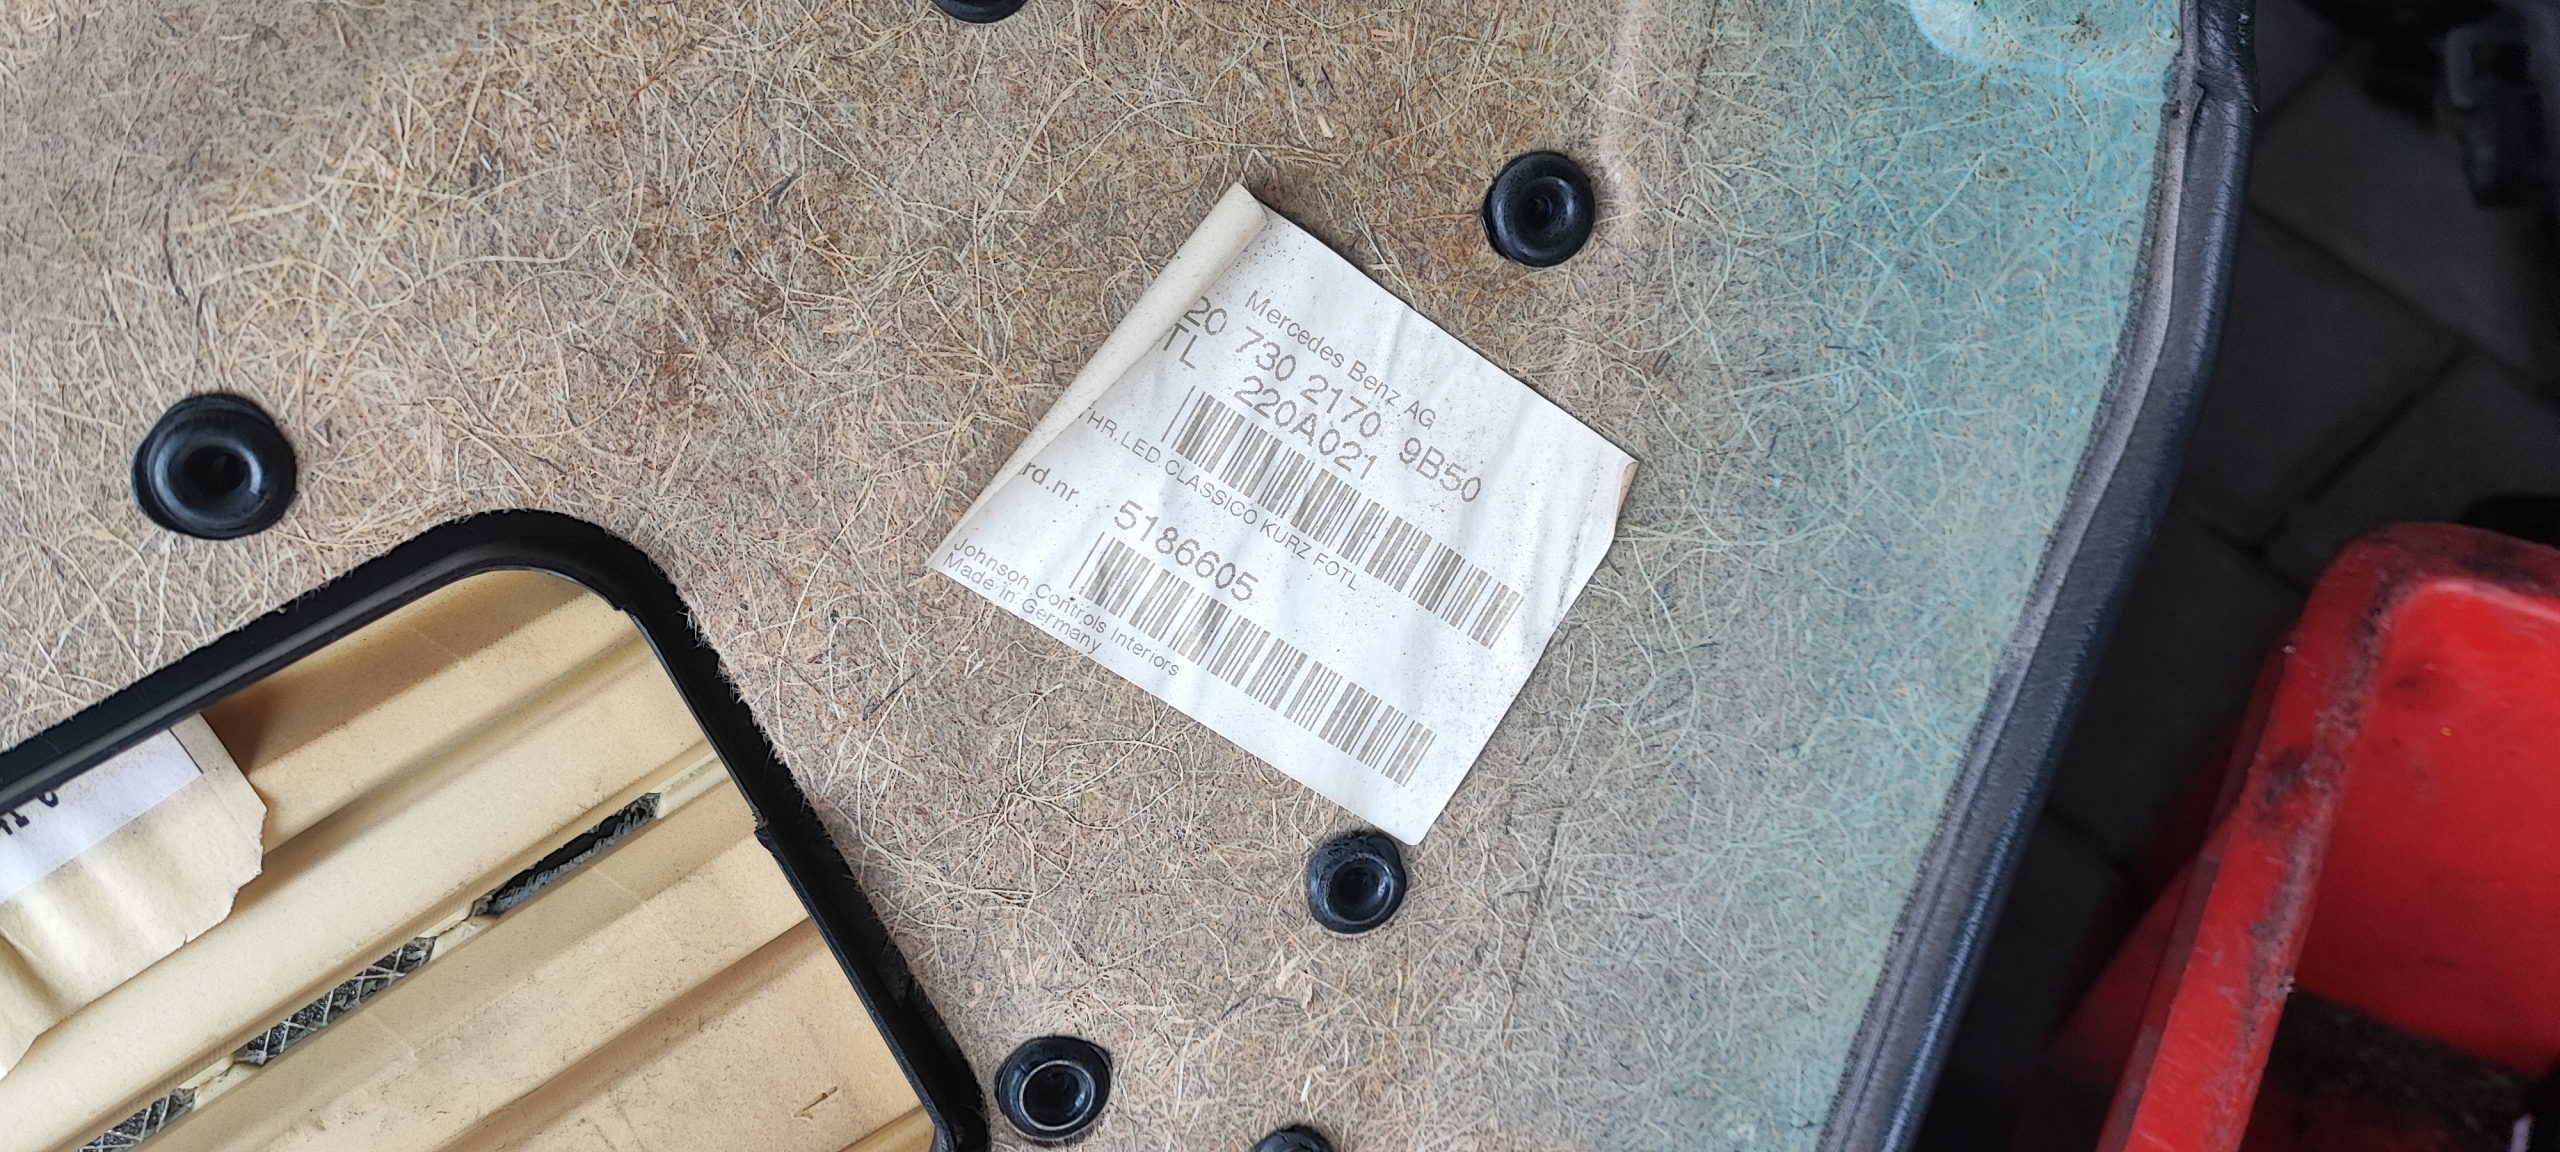 Mercedes Benz AG
20 730 2170 9B50
TL 220A021
THR.LED.CLASSICO KURZ FOTL
rd.nr 5186605
Johnson Controls Interiors
Made in Germany